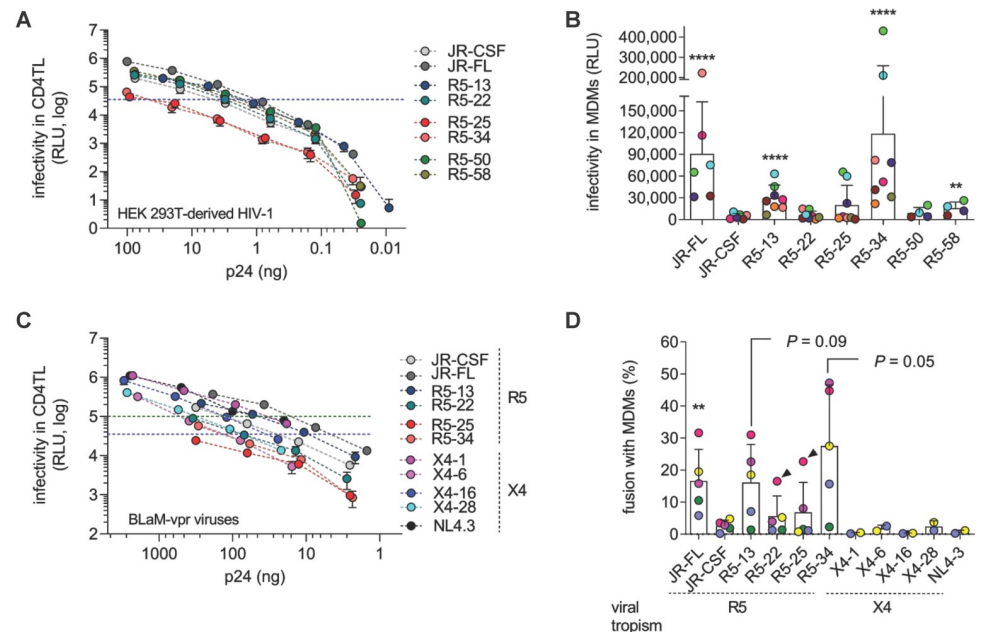 A
infectivity in CD4TL
(RLU, log)
7
6
5
4
3
2
1
0
HEK 293T-derived HIV-1
100
10
1
0.1
0.01
p24 (ng)
JR-CSF
JR-FL
R5-13
R5-22
R5-25
R5-34
R5-50
R5-58
B
infectivity in MDMs (RLU)
400,000
300,000
200,000
150,000
120,000
90,000
60,000
30,000
0
****
****
****
**
JR-FL
JR-CSF
R5-13
R5-22
R5-25
R5-34
R5-50
R5-58
C
infectivity in CD4TL
(RLU, log)
7
6
5
4
3
2
BLaM-vpr viruses
1000
100
10
1
p24 (ng)
JR-CSF
JR-FL
R5-13
R5-22
R5-25
R5-34
R5
X4-1
X4-6
X4-16
X4-28
NL4.3
X4
D
fusion with MDMs (%)
60
50
40
30
20
10
0
P = 0.09
P = 0.05
**
JR-FL
JR-CSF
R5-13
R5-22
R5-25
R5-34
X4-1
X4-6
X4-16
X4-28
NL4-3
viral
tropism
R5
X4